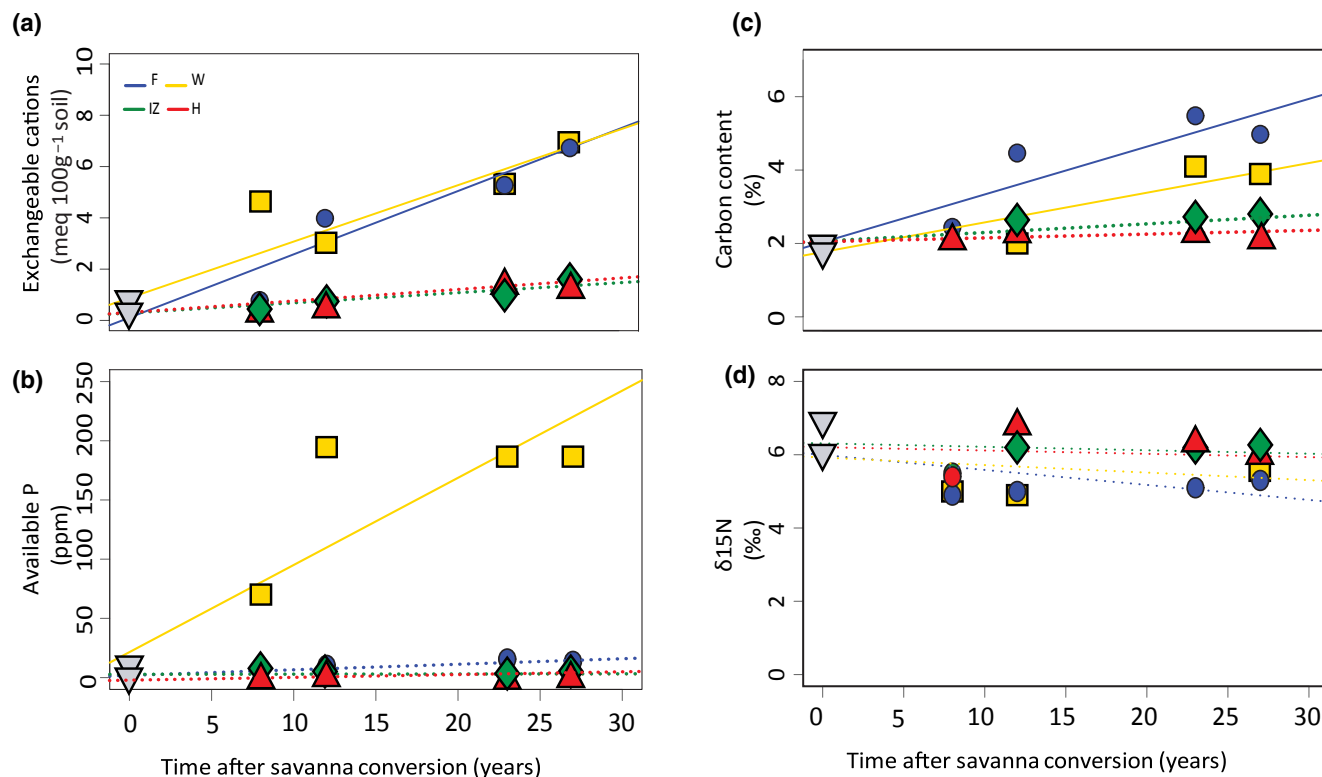 (a)
Exchangeable cations
(meq 100g⁻¹ soil)
10
8
6
4
2
0
F W
IZ H
(b)
Available P
(ppm)
250
200
150
100
50
0
0 5 10 15 20 25 30
Time after savanna conversion (years)
(c)
Carbon content
(%)
6
4
2
0
(d)
δ15N
(‰)
8
6
4
2
0
0 5 10 15 20 25 30
Time after savanna conversion (years)